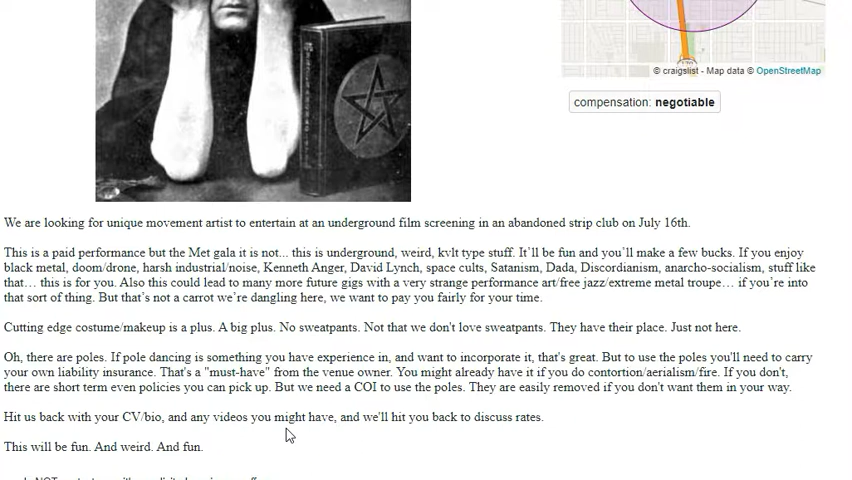 © craigslist - Map data © OpenStreetMap
compensation: negotiable
We are looking for unique movement artist to entertain at an underground film screening in an abandoned strip club on July 16th.
This is a paid performance but the Met gala it is not... this is underground, weird, kvlt type stuff. It'll be fun and you'll make a few bucks. If you enjoy
black metal, doom/drone, harsh industrial/noise, Kenneth Anger, David Lynch, space cults, Satanism, Dada, Discordianism, anarcho-socialism, stuff like
that… this is for you. Also this could lead to many more future gigs with a very strange performance art/free jazz/extreme metal troupe… if you're into
that sort of thing. But that's not a carrot we're dangling here, we want to pay you fairly for your time.
Cutting edge costume/makeup is a plus. A big plus. No sweatpants. Not that we don't love sweatpants. They have their place. Just not here.
Oh, there are poles. If pole dancing is something you have experience in, and want to incorporate it, that's great. But to use the poles you'll need to carry
your own liability insurance. That's a "must-have" from the venue owner. You might already have it if you do contortion/aerialism/fire. If you don't,
there are short term even policies you can pick up. But we need a COI to use the poles. They are easily removed if you don't want them in your way.
Hit us back with your CV/bio, and any videos you might have, and we'll hit you back to discuss rates.
This will be fun. And weird. And fun.